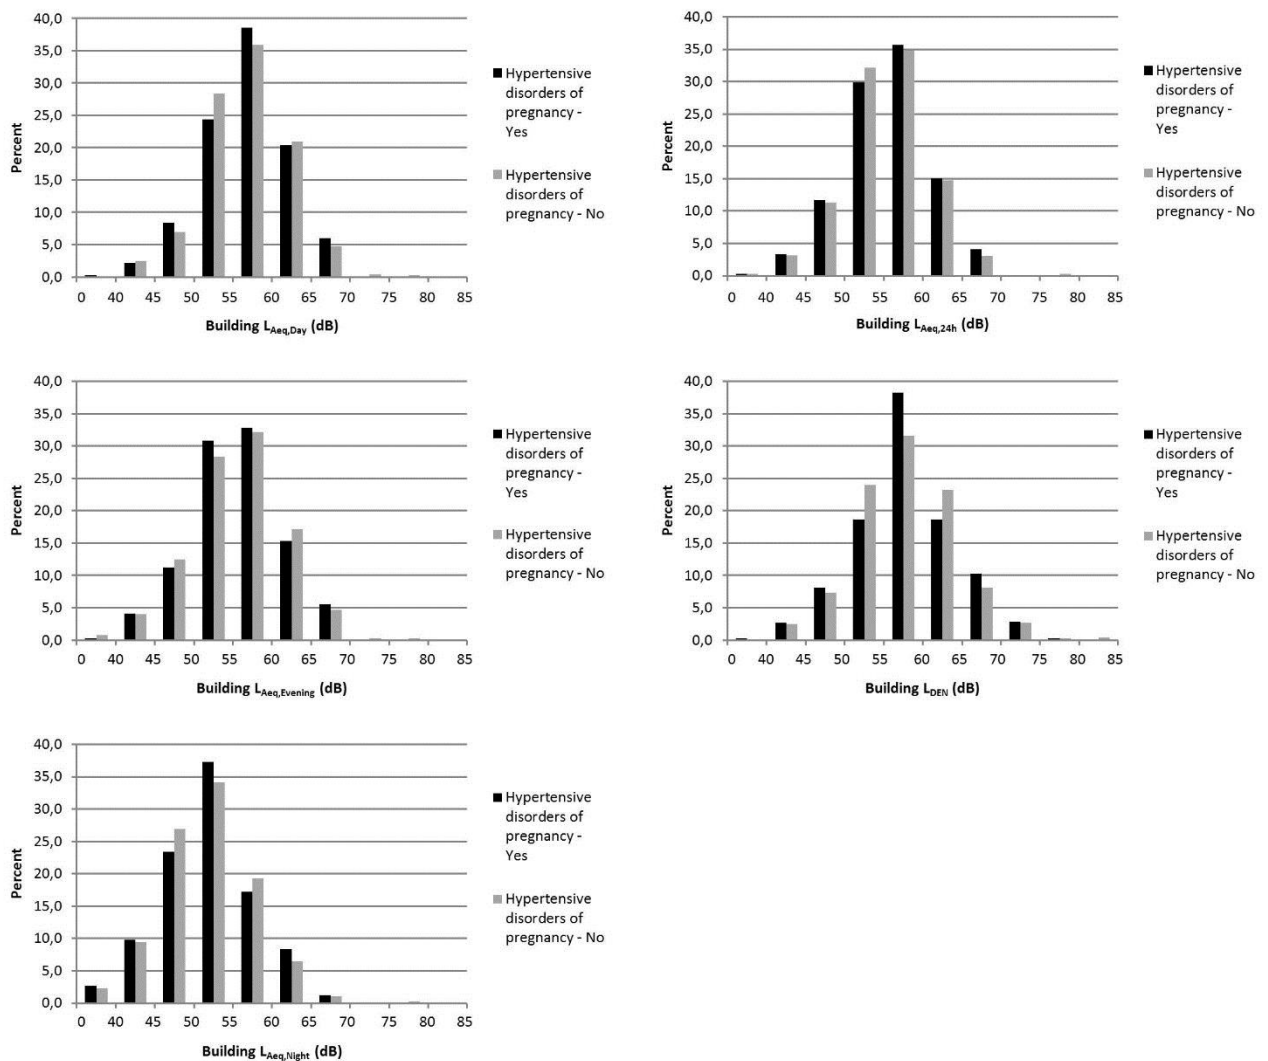 40,0
35,0
30,0
25,0
20,0
15,0
10,0
5,0
0,0
Percent
0 40 45 50 55 60 65 70 75 80 85
Building LAeq,Day (dB)
Hypertensive
disorders of
pregnancy -
Yes
Hypertensive
disorders of
pregnancy - No
40,0
35,0
30,0
25,0
20,0
15,0
10,0
5,0
0,0
Percent
0 40 45 50 55 60 65 70 75 80 85
Building LAeq,24h (dB)
Hypertensive
disorders of
pregnancy -
Yes
Hypertensive
disorders of
pregnancy - No
40,0
35,0
30,0
25,0
20,0
15,0
10,0
5,0
0,0
Percent
0 40 45 50 55 60 65 70 75 80 85
Building LAeq,Evening (dB)
Hypertensive
disorders of
pregnancy -
Yes
Hypertensive
disorders of
pregnancy - No
40,0
35,0
30,0
25,0
20,0
15,0
10,0
5,0
0,0
Percent
0 40 45 50 55 60 65 70 75 80 85
Building LDEN (dB)
Hypertensive
disorders of
pregnancy -
Yes
Hypertensive
disorders of
pregnancy - No
40,0
35,0
30,0
25,0
20,0
15,0
10,0
5,0
0,0
Percent
0 40 45 50 55 60 65 70 75 80 85
Building LAeq,Night (dB)
Hypertensive
disorders of
pregnancy -
Yes
Hypertensive
disorders of
pregnancy - No